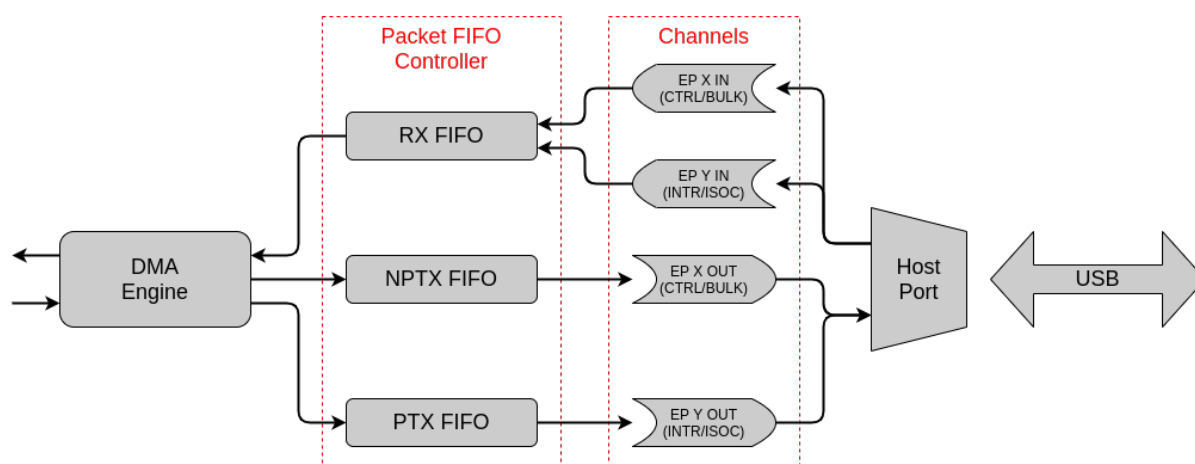 Packet FIFO
Controller
Channels
EP X IN
(CTRL/BULK)
RX FIFO
EP Y IN
(INTR/ISOC)
DMA
Engine
NPTX FIFO
EP X OUT
(CTRL/BULK)
Host
Port
USB
PTX FIFO
EP Y OUT
(INTR/ISOC)